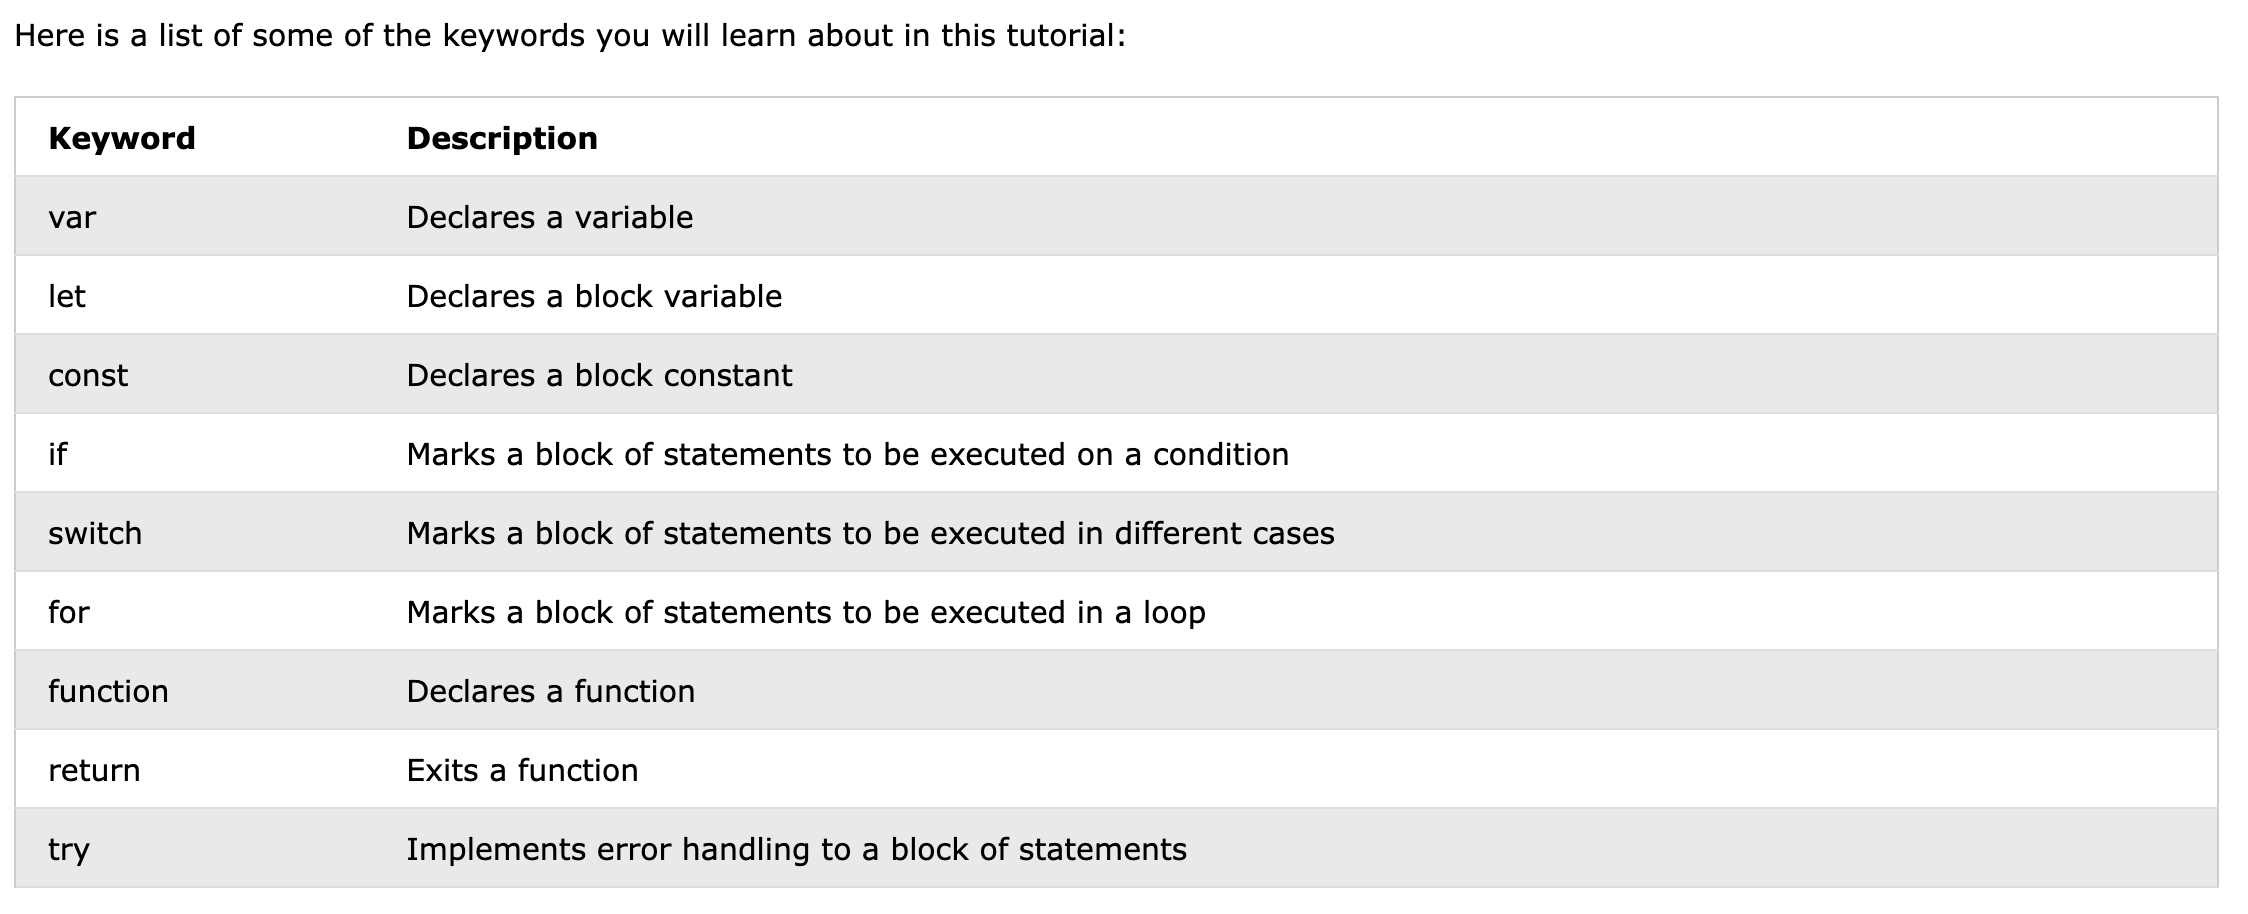 Here is a list of some of the keywords you will learn about in this tutorial:
Keyword Description
var Declares a variable
let Declares a block variable
const Declares a block constant
if Marks a block of statements to be executed on a condition
switch Marks a block of statements to be executed in different cases
for Marks a block of statements to be executed in a loop
function Declares a function
return Exits a function
try Implements error handling to a block of statements